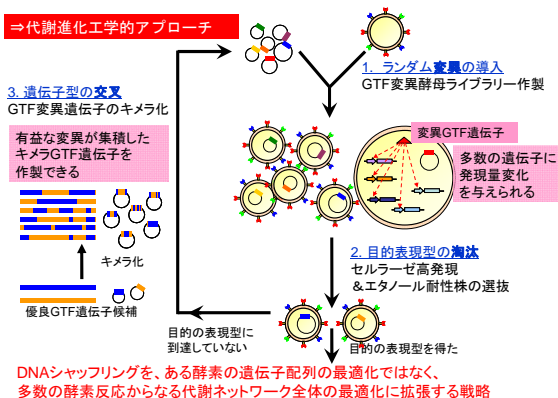 ⇒代謝進化工学的アプローチ
1. ランダム変異の導入
GTF変異酵母ライブラリー作製
3. 遺伝子型の交叉
GTF変異遺伝子のキメラ化
有益な変異が集積した
キメラGTF遺伝子を
作製できる
変異GTF遺伝子
多数の遺伝子に
発現量変化
を与えられる
キメラ化
優良GTF遺伝子候補
2. 目的表現型の淘汰
セルラーゼ高発現
&エタノール耐性株の選抜
目的の表現型に
到達していない
目的の表現型を得た
DNAシャッフリングを、ある酵素の遺伝子配列の最適化ではなく、
多数の酵素反応からなる代謝ネットワーク全体の最適化に拡張する戦略